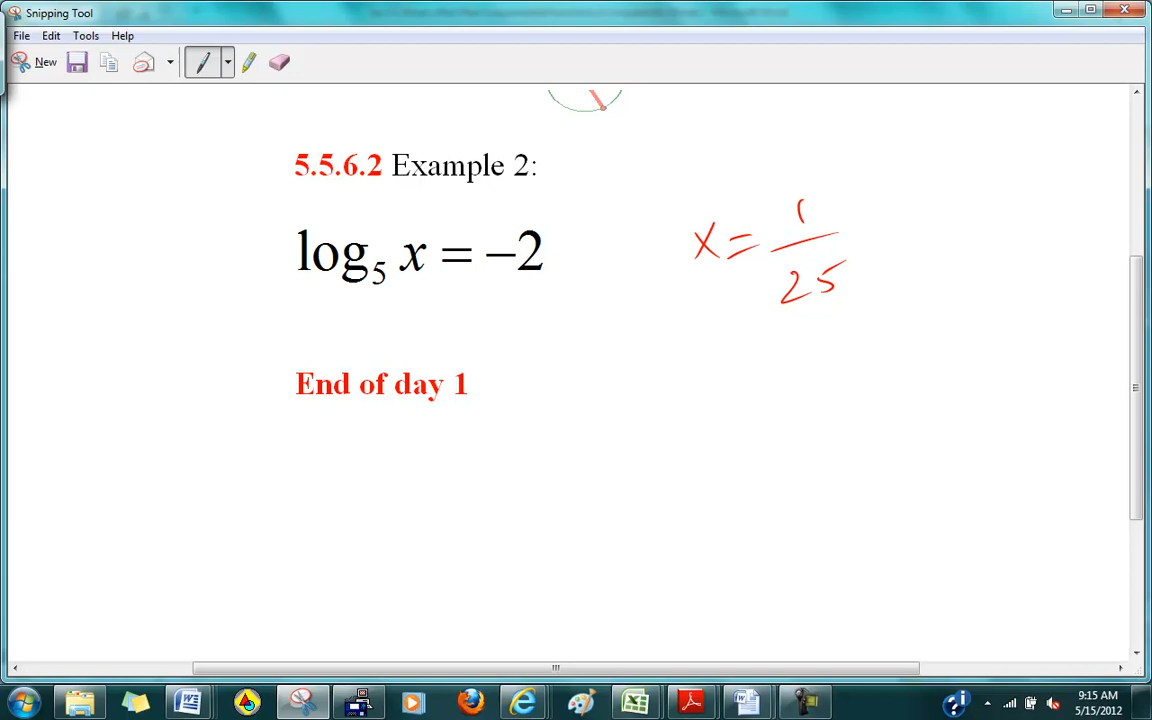 Snipping Tool
File Edit Tools Help
New
5.5.6.2 Example 2:
log₅ x = −2
x = 1/25
End of day 1
9:15 AM
5/15/2012